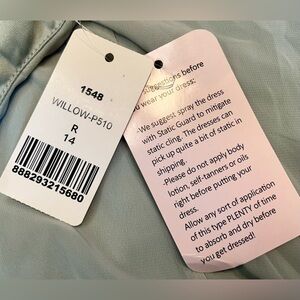 1548
WILLOW-P510
R
14
886293215660
Suggestions before
you wear your dress:
-We suggest spray the dress
with Static Guard to mitigate
static cling. The dresses can
pick up quite a bit of static in
shipping.
-Please do not apply body
lotion, self-tanners or oils
right before putting your
dress.
Allow any sort of application
of this type PLENTY of time
to absorb and dry before
you get dressed!